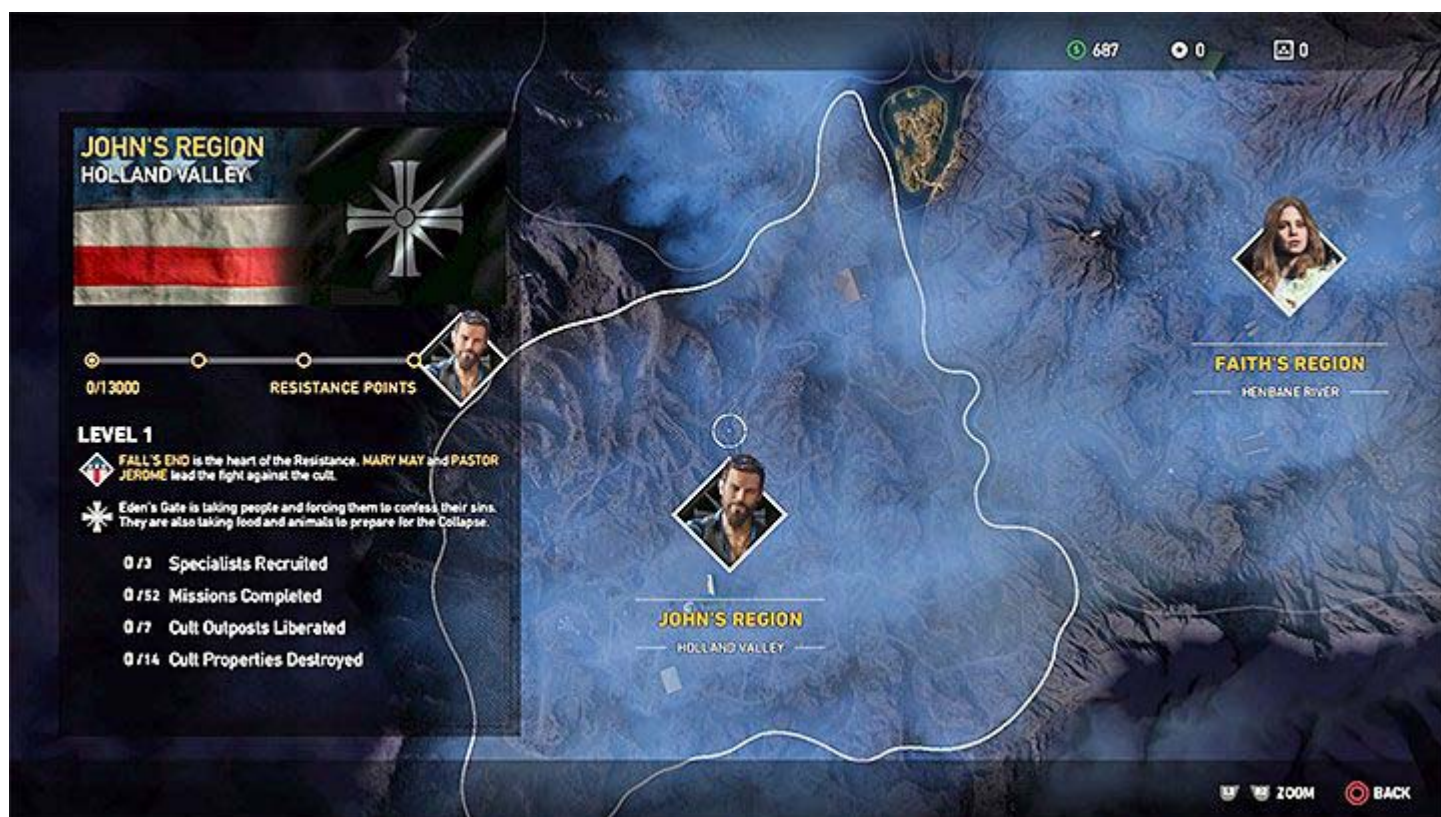 687
0
0
JOHN'S REGION
HOLLAND VALLEY
0/13000
RESISTANCE POINTS
LEVEL 1
FALL'S END is the heart of the Resistance. MARY MAY and PASTOR
JEROME lead the fight against the cult.
Eden's Gate is taking people and forcing them to confess their sins.
They are also taking food and animals to prepare for the Collapse.
0/3 Specialists Recruited
0/52 Missions Completed
0/7 Cult Outposts Liberated
0/14 Cult Properties Destroyed
FAITH'S REGION
HENBANE RIVER
JOHN'S REGION
HOLLAND VALLEY
ZOOM
BACK